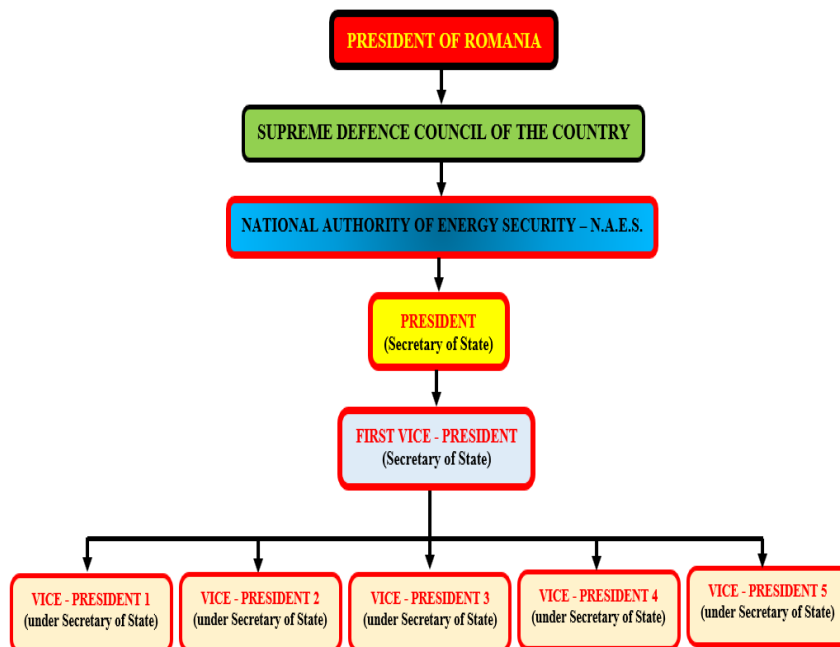 PRESIDENT OF ROMANIA
SUPREME DEFENCE COUNCIL OF THE COUNTRY
NATIONAL AUTHORITY OF ENERGY SECURITY – N.A.E.S.
PRESIDENT
(Secretary of State)
FIRST VICE - PRESIDENT
(Secretary of State)
VICE - PRESIDENT 1
(under Secretary of State)
VICE - PRESIDENT 2
(under Secretary of State)
VICE - PRESIDENT 3
(under Secretary of State)
VICE - PRESIDENT 4
(under Secretary of State)
VICE - PRESIDENT 5
(under Secretary of State)